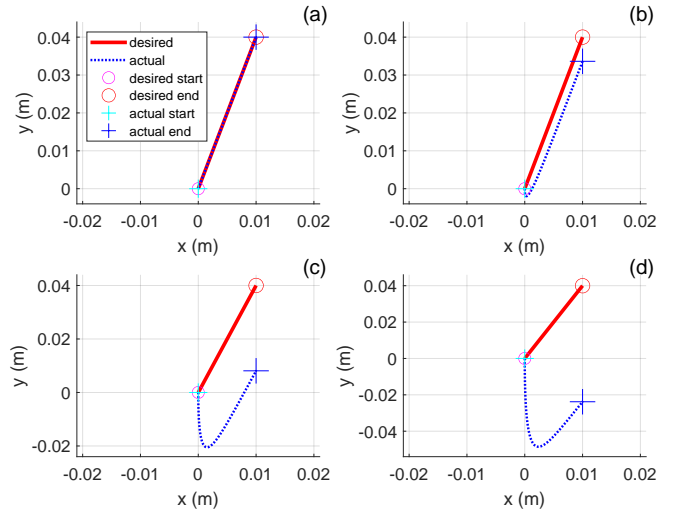 (a)
y (m)
0.04
0.03
0.02
0.01
0
desired
actual
desired start
desired end
actual start
actual end
-0.02 -0.01 0 0.01 0.02
x (m)
(b)
y (m)
0.04
0.03
0.02
0.01
0
-0.02 -0.01 0 0.01 0.02
x (m)
(c)
y (m)
0.04
0.02
0
-0.02
-0.02 -0.01 0 0.01 0.02
x (m)
(d)
y (m)
0.04
0.02
0
-0.02
-0.04
-0.02 -0.01 0 0.01 0.02
x (m)